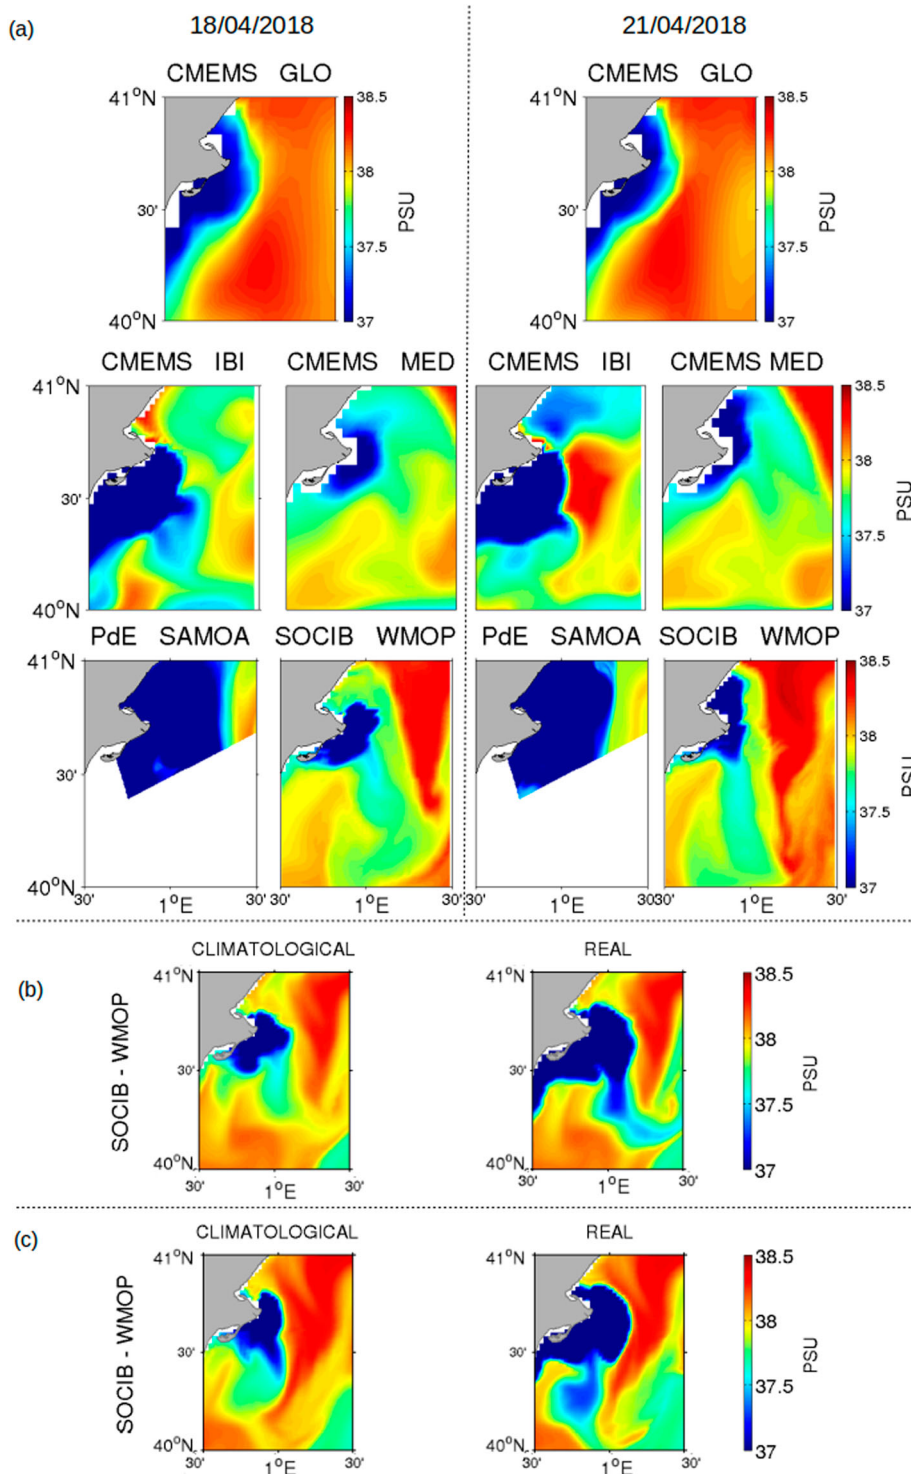 (a)
18/04/2018 21/04/2018
CMEMS GLO CMEMS GLO
41°N 38.5 41°N 38.5
38 38
30' PSU 30' PSU
37.5 37.5
40°N 37 40°N 37
CMEMS IBI CMEMS MED CMEMS IBI CMEMS MED
41°N 41°N 38.5
38
30' 30' PSU
37.5
40°N 40°N 37
PdE SAMOA SOCIB WMOP PdE SAMOA SOCIB WMOP
41°N 41°N 38.5
38
30' 30' PSU
37.5
40°N 40°N 37
30' 1°E 30' 1°E 30' 30' 1°E 30' 1°E 30'
CLIMATOLOGICAL REAL
(b)
SOCIB - WMOP
41°N 41°N 38.5
38
30' 30' PSU
37.5
40°N 40°N 37
30' 1°E 30' 30' 1°E 30'
CLIMATOLOGICAL REAL
(c)
SOCIB - WMOP
41°N 41°N 38.5
38
30' 30' PSU
37.5
40°N 40°N 37
30' 1°E 30' 30' 1°E 30'